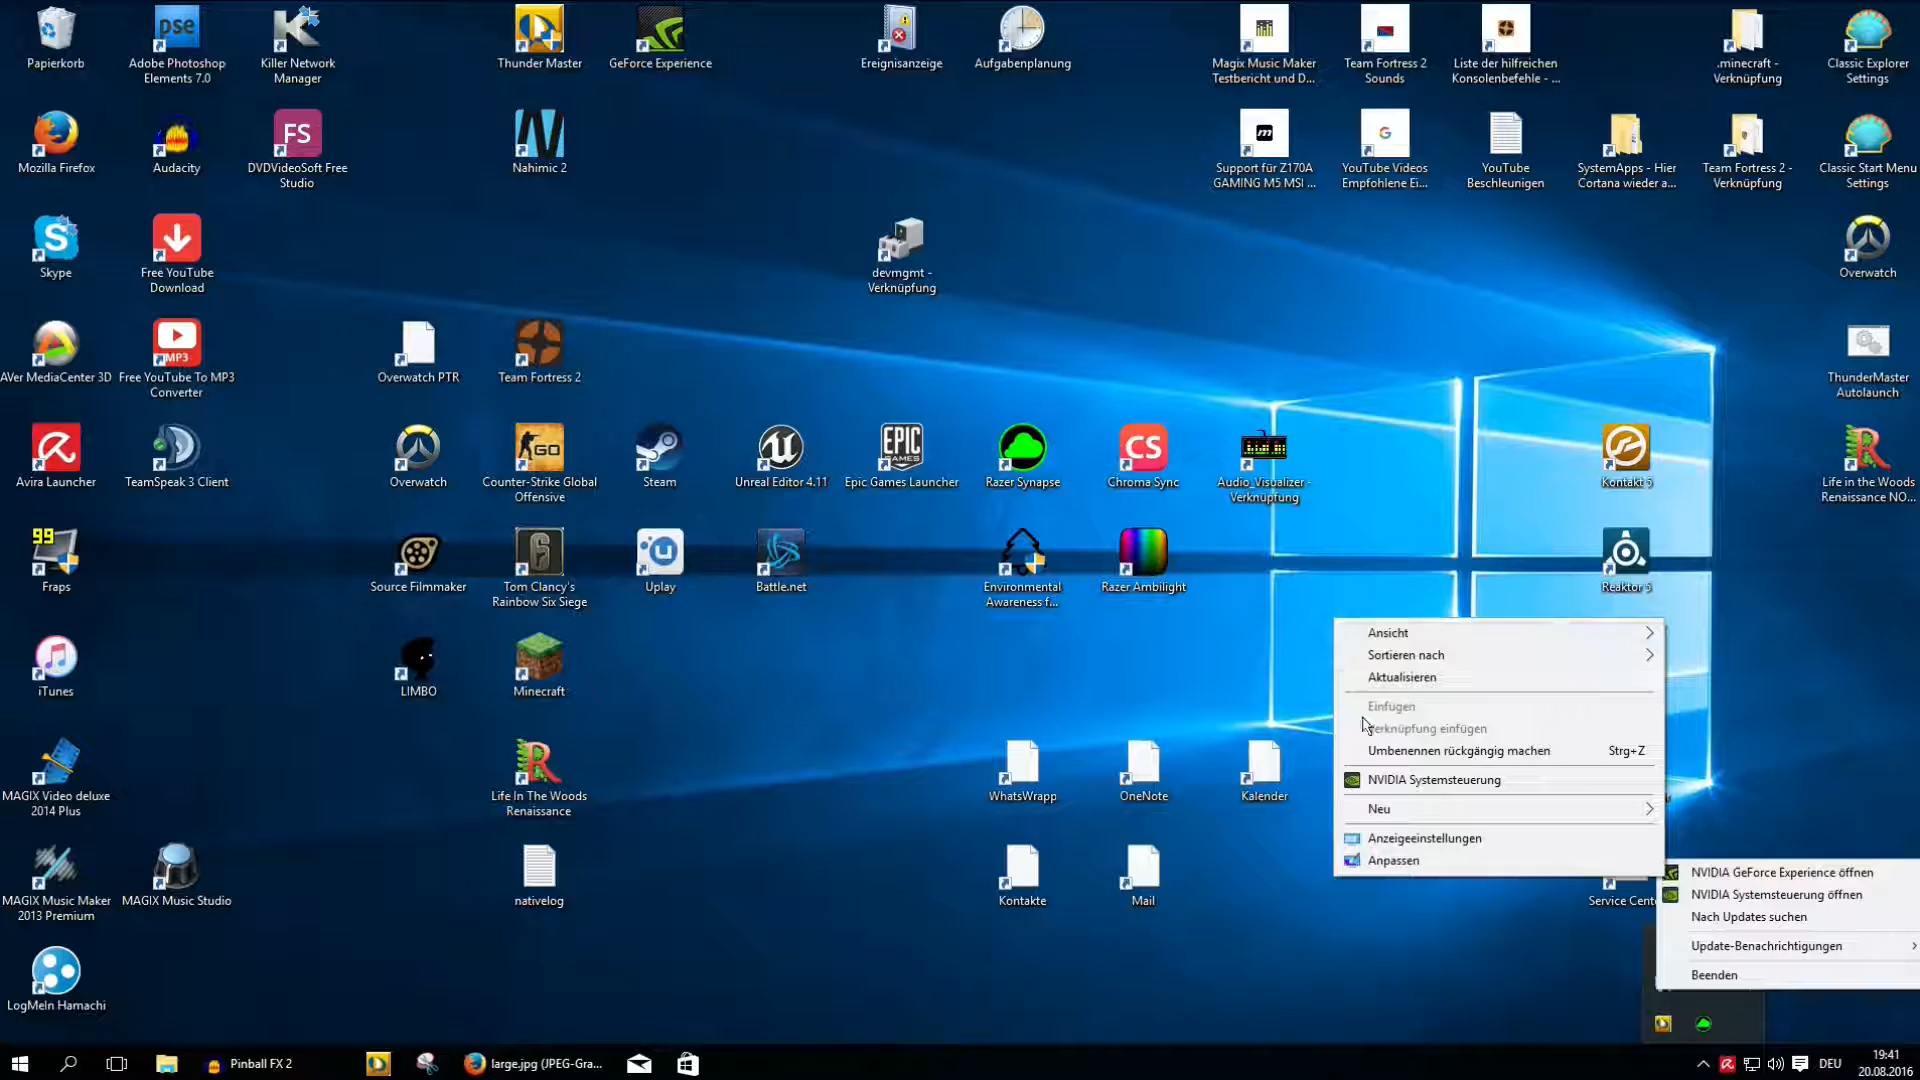 Papierkorb
Adobe Photoshop
Elements 7.0
Killer Network
Manager
Thunder Master
GeForce Experience
Ereignisanzeige
Aufgabenplanung
Magix Music Maker
Testbericht und D...
Team Fortress 2
Sounds
Liste der hilfreichen
Konsolenbefehle - ...
.minecraft -
Verknüpfung
Classic Explorer
Settings
Mozilla Firefox
Audacity
DVDVideoSoft Free
Studio
Nahimic 2
Support für Z170A
GAMING M5 MSI ...
YouTube Videos
Empfohlene Ei...
YouTube
Beschleunigen
SystemApps - Hier
Cortana wieder a...
Team Fortress 2 -
Verknüpfung
Classic Start Menu
Settings
Skype
Free YouTube
Download
devmgmt -
Verknüpfung
Overwatch
AVer MediaCenter 3D
Free YouTube To MP3
Converter
Overwatch PTR
Team Fortress 2
ThunderMaster
Autolaunch
Avira Launcher
TeamSpeak 3 Client
Overwatch
Counter-Strike Global
Offensive
Steam
Unreal Editor 4.11
Epic Games Launcher
Razer Synapse
Chroma Sync
Audio_Visualizer -
Verknüpfung
Kontakt 5
Life in the Woods
Renaissance NO...
Fraps
Source Filmmaker
Tom Clancy's
Rainbow Six Siege
Uplay
Battle.net
Environmental
Awareness f...
Razer Ambilight
Reaktor 5
iTunes
LIMBO
Minecraft
Ansicht
Sortieren nach
Aktualisieren
Einfügen
erknüpfung einfügen
Umbenennen rückgängig machen Strg+Z
NVIDIA Systemsteuerung
Neu
Anzeigeeinstellungen
Anpassen
MAGIX Video deluxe
2014 Plus
Life In The Woods
Renaissance
WhatsWrapp
OneNote
Kalender
MAGIX Music Maker
2013 Premium
MAGIX Music Studio
nativelog
Kontakte
Mail
Service Cent
NVIDIA GeForce Experience öffnen
NVIDIA Systemsteuerung öffnen
Nach Updates suchen
Update-Benachrichtigungen
Beenden
LogMeIn Hamachi
Pinball FX 2
large.jpg (JPEG-Gra...
DEU
19:41
20.08.2016
pse
FS
MP3
GO
EPIC
GAMES
CS
99
6